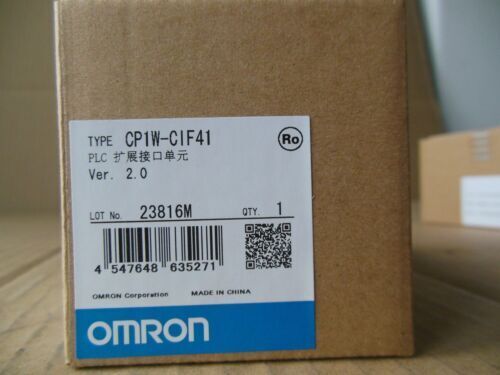 TYPE CP1W-CIF41
Ro
PLC 扩展接口单元
Ver. 2.0
LOT No. 23816M QTY. 1
4 547648 635271
OMRON Corporation MADE IN CHINA
OMRON